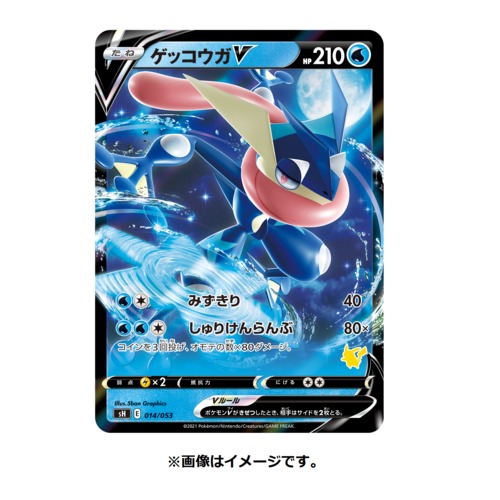 たね ゲッコウガV HP 210
みずきり 40
しゅりけんらんぶ 80×
コインを3回投げ、オモテの数×80ダメージ。
弱点 ×2 抵抗力 にげる
Illus. 5ban Graphics
Vルール
sH E 014/053
ポケモンVがきぜつしたとき、相手はサイドを2枚とる。
©2021 Pokémon/Nintendo/Creatures/GAME FREAK.
※画像はイメージです。